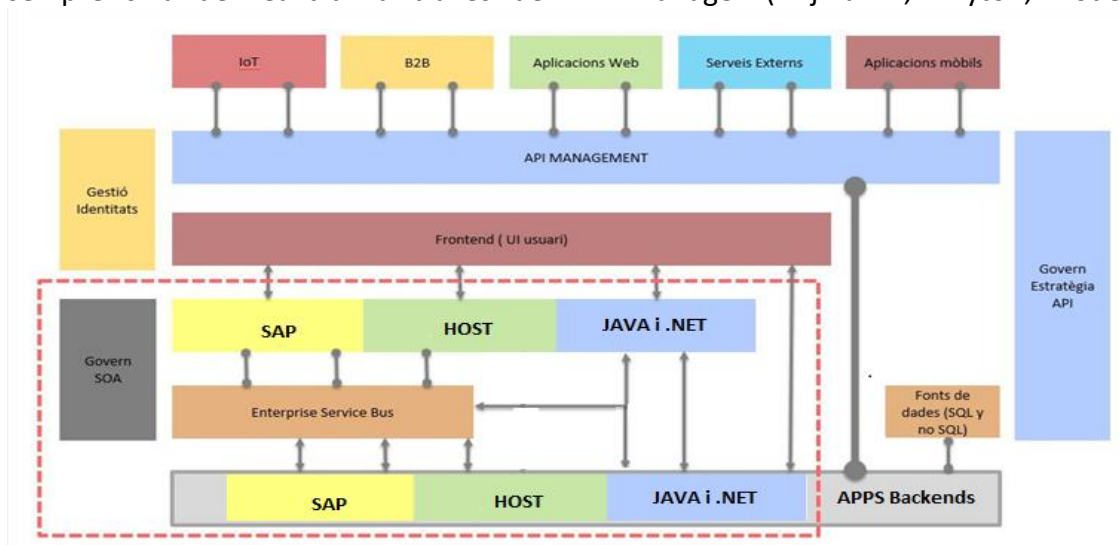 IoT
B2B
Aplicacions Web
Serveis Externs
Aplicacions mòbils
API MANAGEMENT
Gestió
Identitats
Frontend ( UI usuari)
Govern
Estratègia
API
SAP
HOST
JAVA i .NET
Govern
SOA
Enterprise Service Bus
Fonts de
dades (SQL y
no SQL)
SAP
HOST
JAVA i .NET
APPS Backends